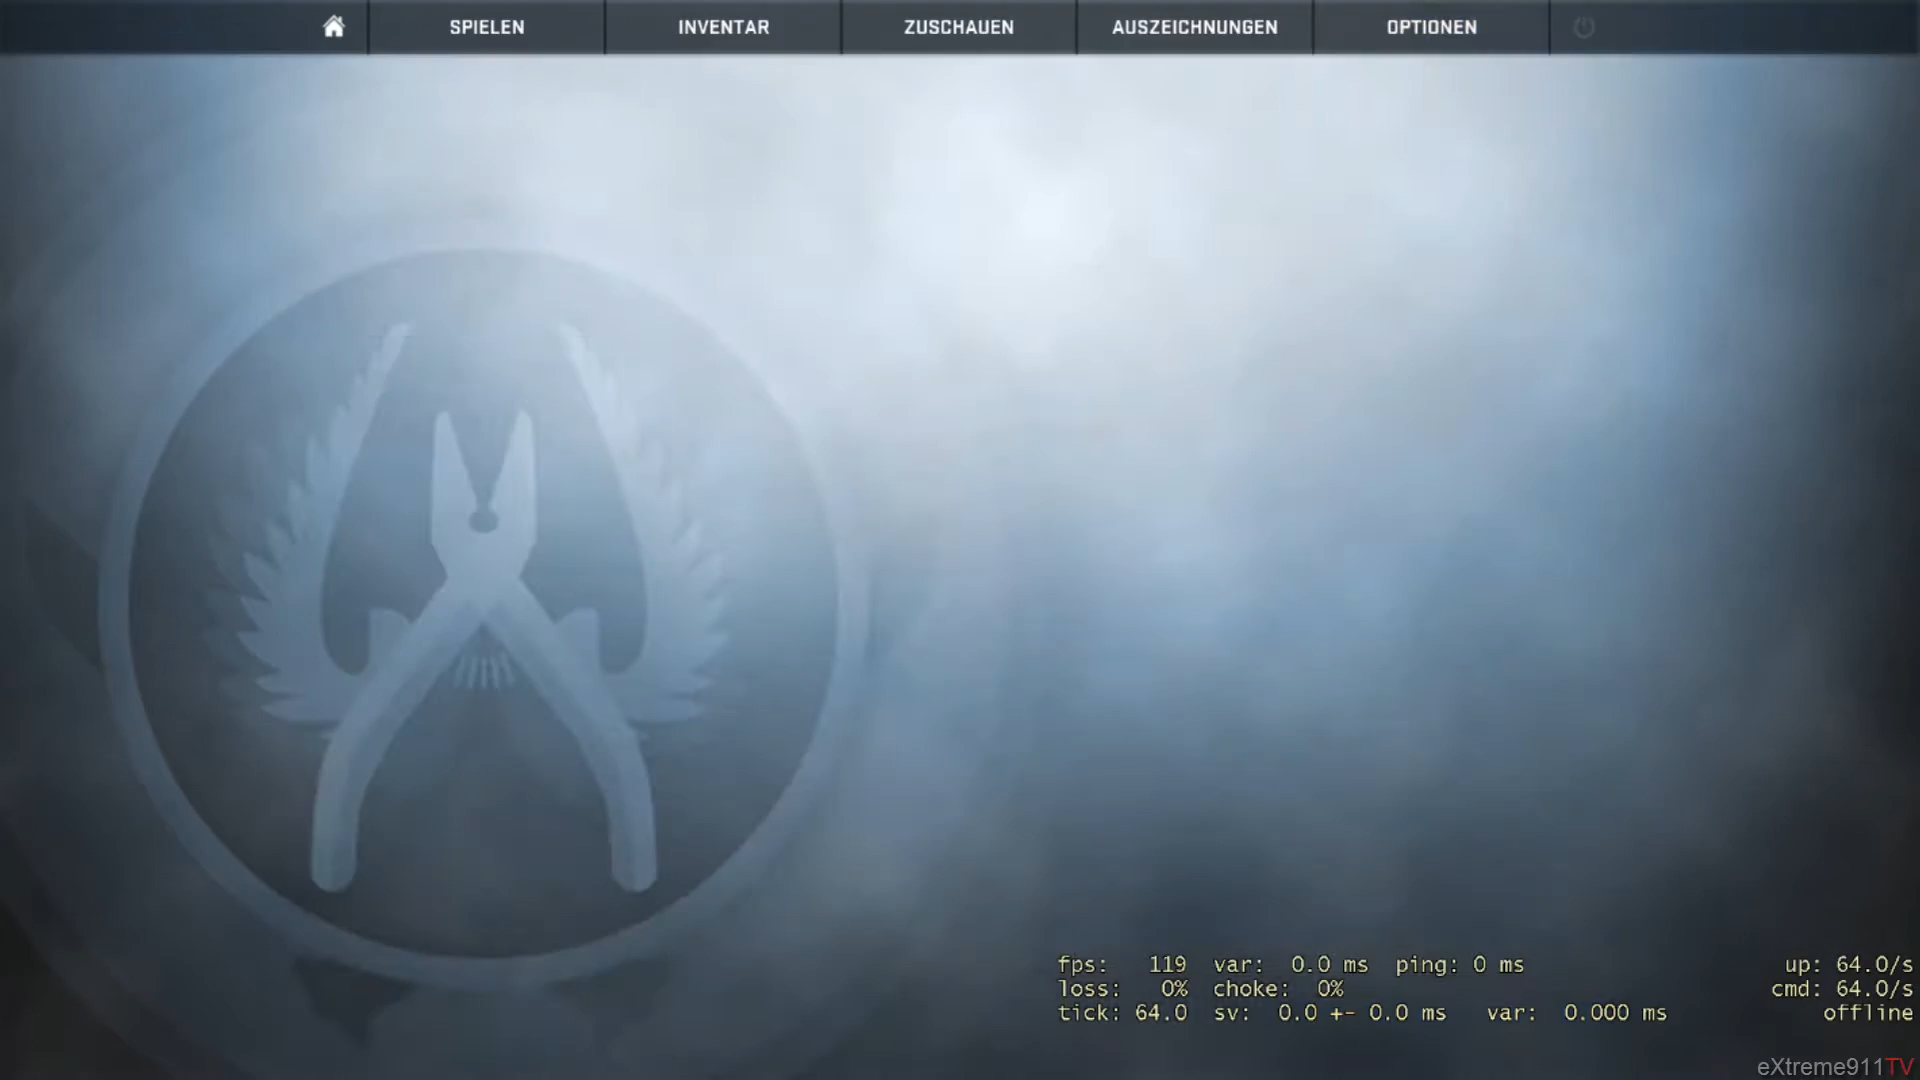 SPIELEN INVENTAR ZUSCHAUEN AUSZEICHNUNGEN OPTIONEN
fps: 119 var: 0.0 ms ping: 0 ms up: 64.0/s
loss: 0% choke: 0% cmd: 64.0/s
tick: 64.0 sv: 0.0 +- 0.0 ms var: 0.000 ms offline
eXtreme911TV